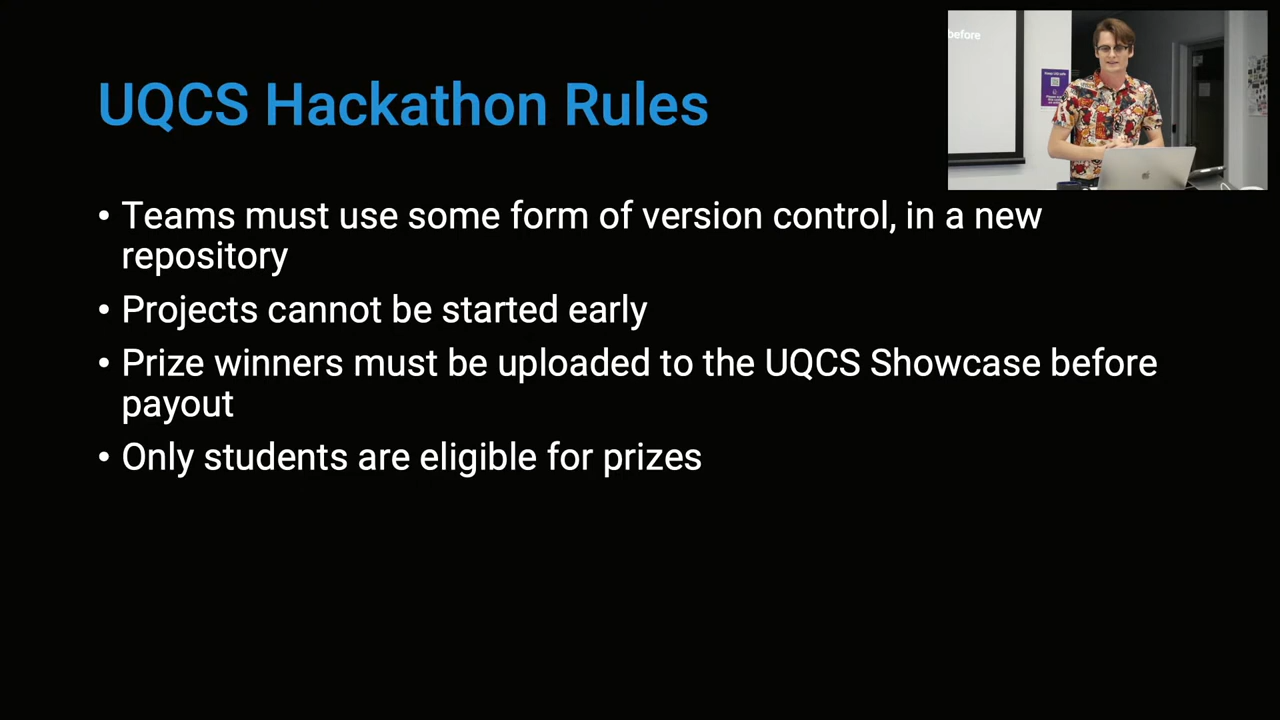 UQCS Hackathon Rules
before
• Teams must use some form of version control, in a new
repository
• Projects cannot be started early
• Prize winners must be uploaded to the UQCS Showcase before
payout
• Only students are eligible for prizes